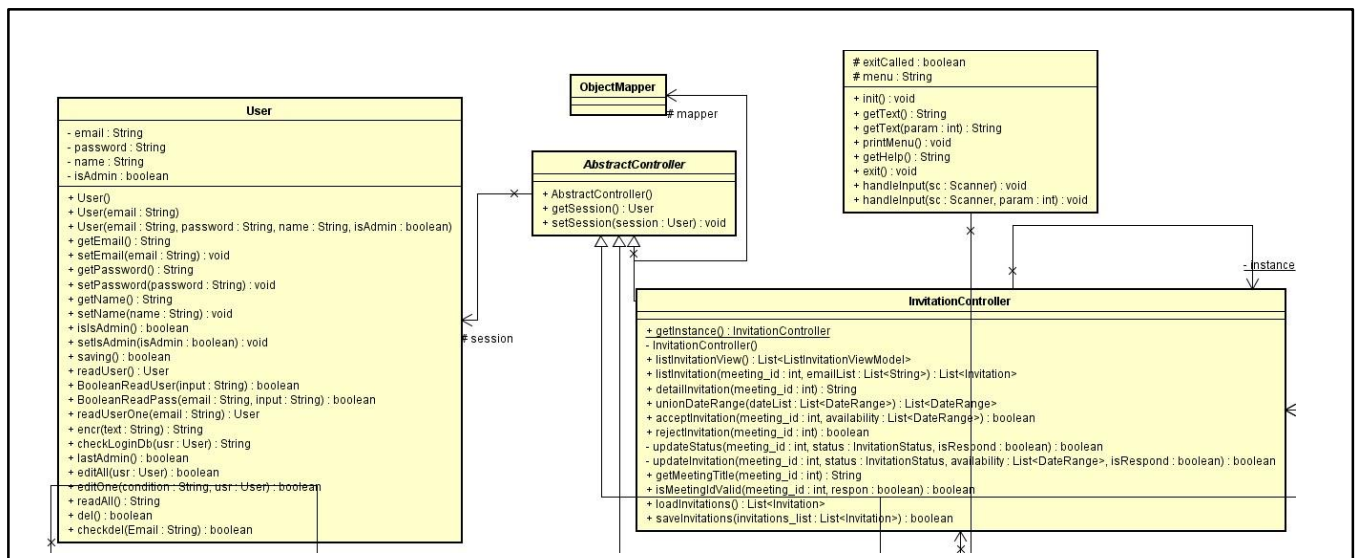 User
- email : String
- password : String
- name : String
- isAdmin : boolean
+ User()
+ User(email : String)
+ User(email : String, password : String, name : String, isAdmin : boolean)
+ getEmail() : String
+ setEmail(email : String) : void
+ getPassword() : String
+ setPassword(password : String) : void
+ getName() : String
+ setName(name : String) : void
+ isIsAdmin() : boolean
+ setIsAdmin(isAdmin : boolean) : void
+ saving() : boolean
+ readUser() : User
+ BooleanReadUser(input : String) : boolean
+ BooleanReadPass(email : String, input : String) : boolean
+ readUserOne(email : String) : User
+ encr(text : String) : String
+ checkLoginDb(usr : User) : String
+ lastAdmin() : boolean
+ editAll(usr : User) : boolean
+ editOne(condition : String, usr : User) : boolean
+ readAll() : String
+ del() : boolean
+ checkdel(Email : String) : boolean
# session
ObjectMapper
# mapper
AbstractController
+ AbstractController()
+ getSession() : User
+ setSession(session : User) : void
# exitCalled : boolean
# menu : String
+ init() : void
+ getText() : String
+ getText(param : int) : String
+ printMenu() : void
+ getHelp() : String
+ exit() : void
+ handleInput(sc : Scanner) : void
+ handleInput(sc : Scanner, param : int) : void
- instance
InvitationController
+ getInstance() : InvitationController
- InvitationController()
+ listInvitationView() : List<ListInvitationViewModel>
+ listInvitation(meeting_id : int, emailList : List<String>) : List<Invitation>
+ detailInvitation(meeting_id : int) : String
+ unionDateRange(dateList : List<DateRange>) : List<DateRange>
+ acceptInvitation(meeting_id : int, availability : List<DateRange>) : boolean
+ rejectInvitation(meeting_id : int) : boolean
- updateStatus(meeting_id : int, status : InvitationStatus, isRespond : boolean) : boolean
- updateInvitation(meeting_id : int, status : InvitationStatus, availability : List<DateRange>, isRespond : boolean) : boolean
+ getMeetingTitle(meeting_id : int) : String
+ isMeetingIdValid(meeting_id : int, respon : boolean) : boolean
+ loadInvitations() : List<Invitation>
+ saveInvitations(invitations_list : List<Invitation>) : boolean